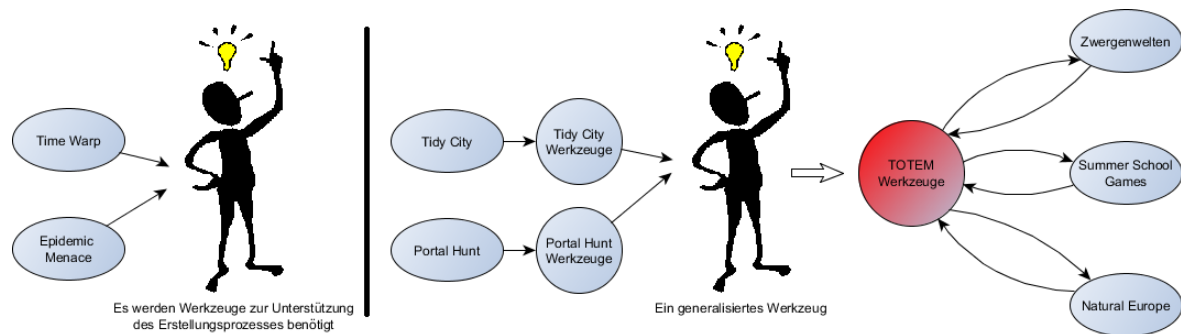 Time Warp
Epidemic
Menace
Es werden Werkzeuge zur Unterstützung
des Erstellungsprozesses benötigt
Tidy City
Tidy City
Werkzeuge
Portal Hunt
Portal Hunt
Werkzeuge
Ein generalisiertes Werkzeug
TOTEM
Werkzeuge
Zwergenwelten
Summer School
Games
Natural Europe